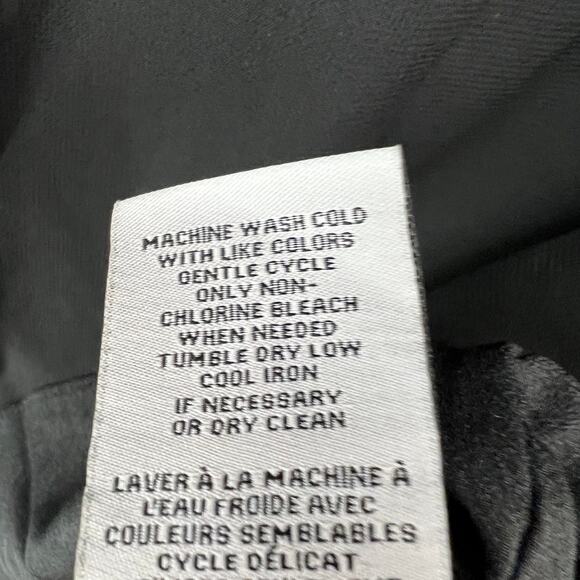 MACHINE WASH COLD
WITH LIKE COLORS
GENTLE CYCLE
ONLY NON-
CHLORINE BLEACH
WHEN NEEDED
TUMBLE DRY LOW
COOL IRON
IF NECESSARY
OR DRY CLEAN
LAVER À LA MACHINE À
L'EAU FROIDE AVEC
COULEURS SEMBLABLES
CYCLE DÉLICAT